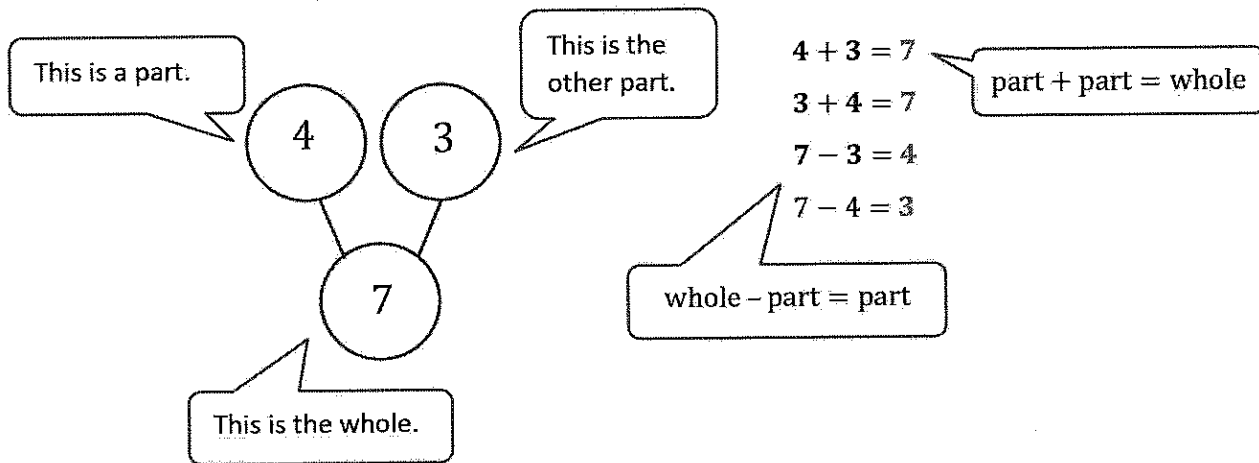 This is a part.
This is the
other part.
4
3
7
This is the whole.
4 + 3 = 7
3 + 4 = 7
7 − 3 = 4
7 − 4 = 3
part + part = whole
whole – part = part